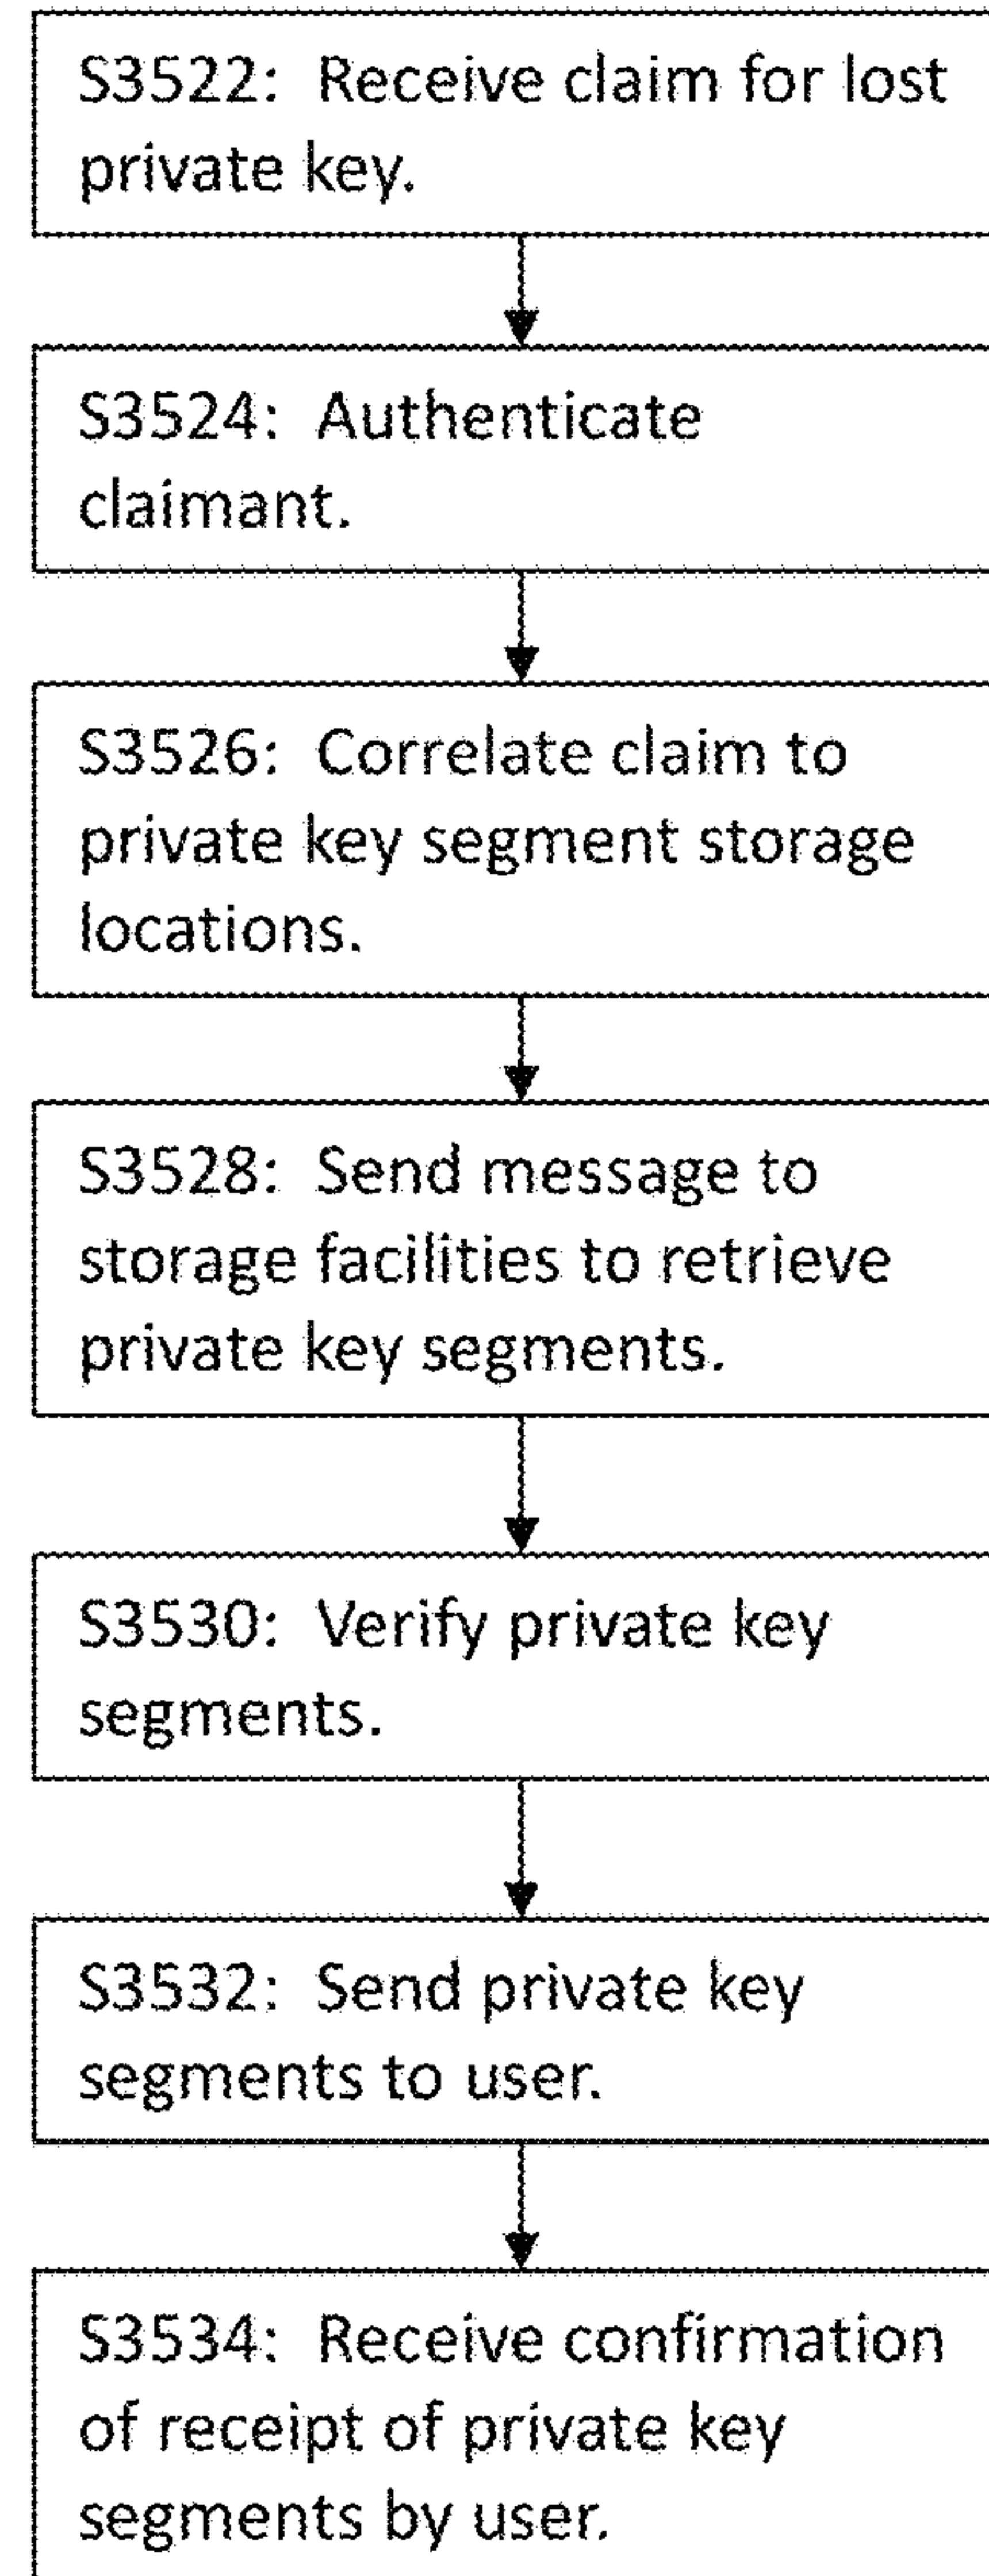 S3522: Receive claim for lost
private key.
S3524: Authenticate
claimant.
S3526: Correlate claim to
private key segment storage
locations.
S3528: Send message to
storage facilities to retrieve
private key segments.
S3530: Verify private key
segments.
S3532: Send private key
segments to user.
S3534: Receive confirmation
of receipt of private key
segments by user.